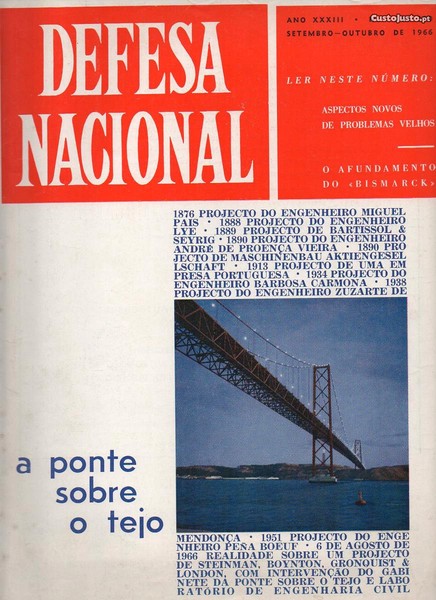 DEFESA
NACIONAL
ANO XXXIII •
CustoJusto.pt
SETEMBRO—OUTUBRO DE 1966
LER NESTE NÚMERO:
ASPECTOS NOVOS
DE PROBLEMAS VELHOS
O AFUNDAMENTO
DO «BISMARCK»
1876 PROJECTO DO ENGENHEIRO MIGUEL
PAIS · 1888 PROJECTO DO ENGENHEIRO
LYE · 1889 PROJECTO DE BARTISSOL &
SEYRIG · 1890 PROJECTO DO ENGENHEIRO
ANDRÉ DE PROENÇA VIEIRA · 1890 PRO
JECTO DE MASCHINENBAU AKTIENGESEL
LSCHAFT · 1913 PROJECTO DE UMA EM
PRESA PORTUGUESA · 1934 PROJECTO DO
ENGENHEIRO BARBOSA CARMONA · 1938
PROJECTO DO ENGENHEIRO ZUZARTE DE
a ponte
sobre
o tejo
MENDONÇA · 1951 PROJECTO DO ENGE
NHEIRO PEÑA BOEUF · 6 DE AGOSTO DE
1966 REALIDADE SOBRE UM PROJECTO
DE STEINMAN, BOYNTON, GRONQUIST &
LONDON, COM INTERVENÇÃO DO GABI
NETE DA PONTE SOBRE O TEJO E LABO
RATÓRIO DE ENGENHARIA CIVIL